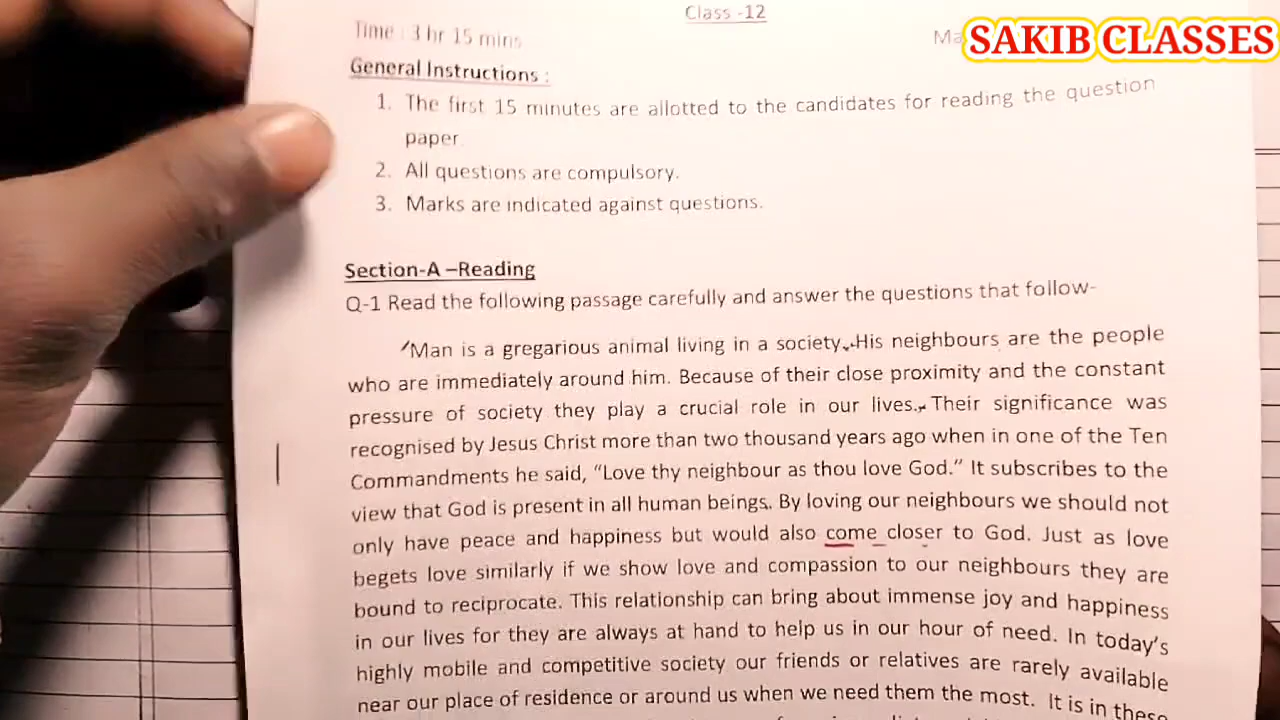 Class -12
Time : 3 hr 15 mins
Ma
SAKIB CLASSES
General Instructions :
1. The first 15 minutes are allotted to the candidates for reading the question
paper.
2. All questions are compulsory.
3. Marks are indicated against questions.
Section-A –Reading
Q-1 Read the following passage carefully and answer the questions that follow-
Man is a gregarious animal living in a society. His neighbours are the people
who are immediately around him. Because of their close proximity and the constant
pressure of society they play a crucial role in our lives. Their significance was
recognised by Jesus Christ more than two thousand years ago when in one of the Ten
Commandments he said, “Love thy neighbour as thou love God.” It subscribes to the
view that God is present in all human beings. By loving our neighbours we should not
only have peace and happiness but would also come closer to God. Just as love
begets love similarly if we show love and compassion to our neighbours they are
bound to reciprocate. This relationship can bring about immense joy and happiness
in our lives for they are always at hand to help us in our hour of need. In today’s
highly mobile and competitive society our friends or relatives are rarely available
near our place of residence or around us when we need them the most. It is in these